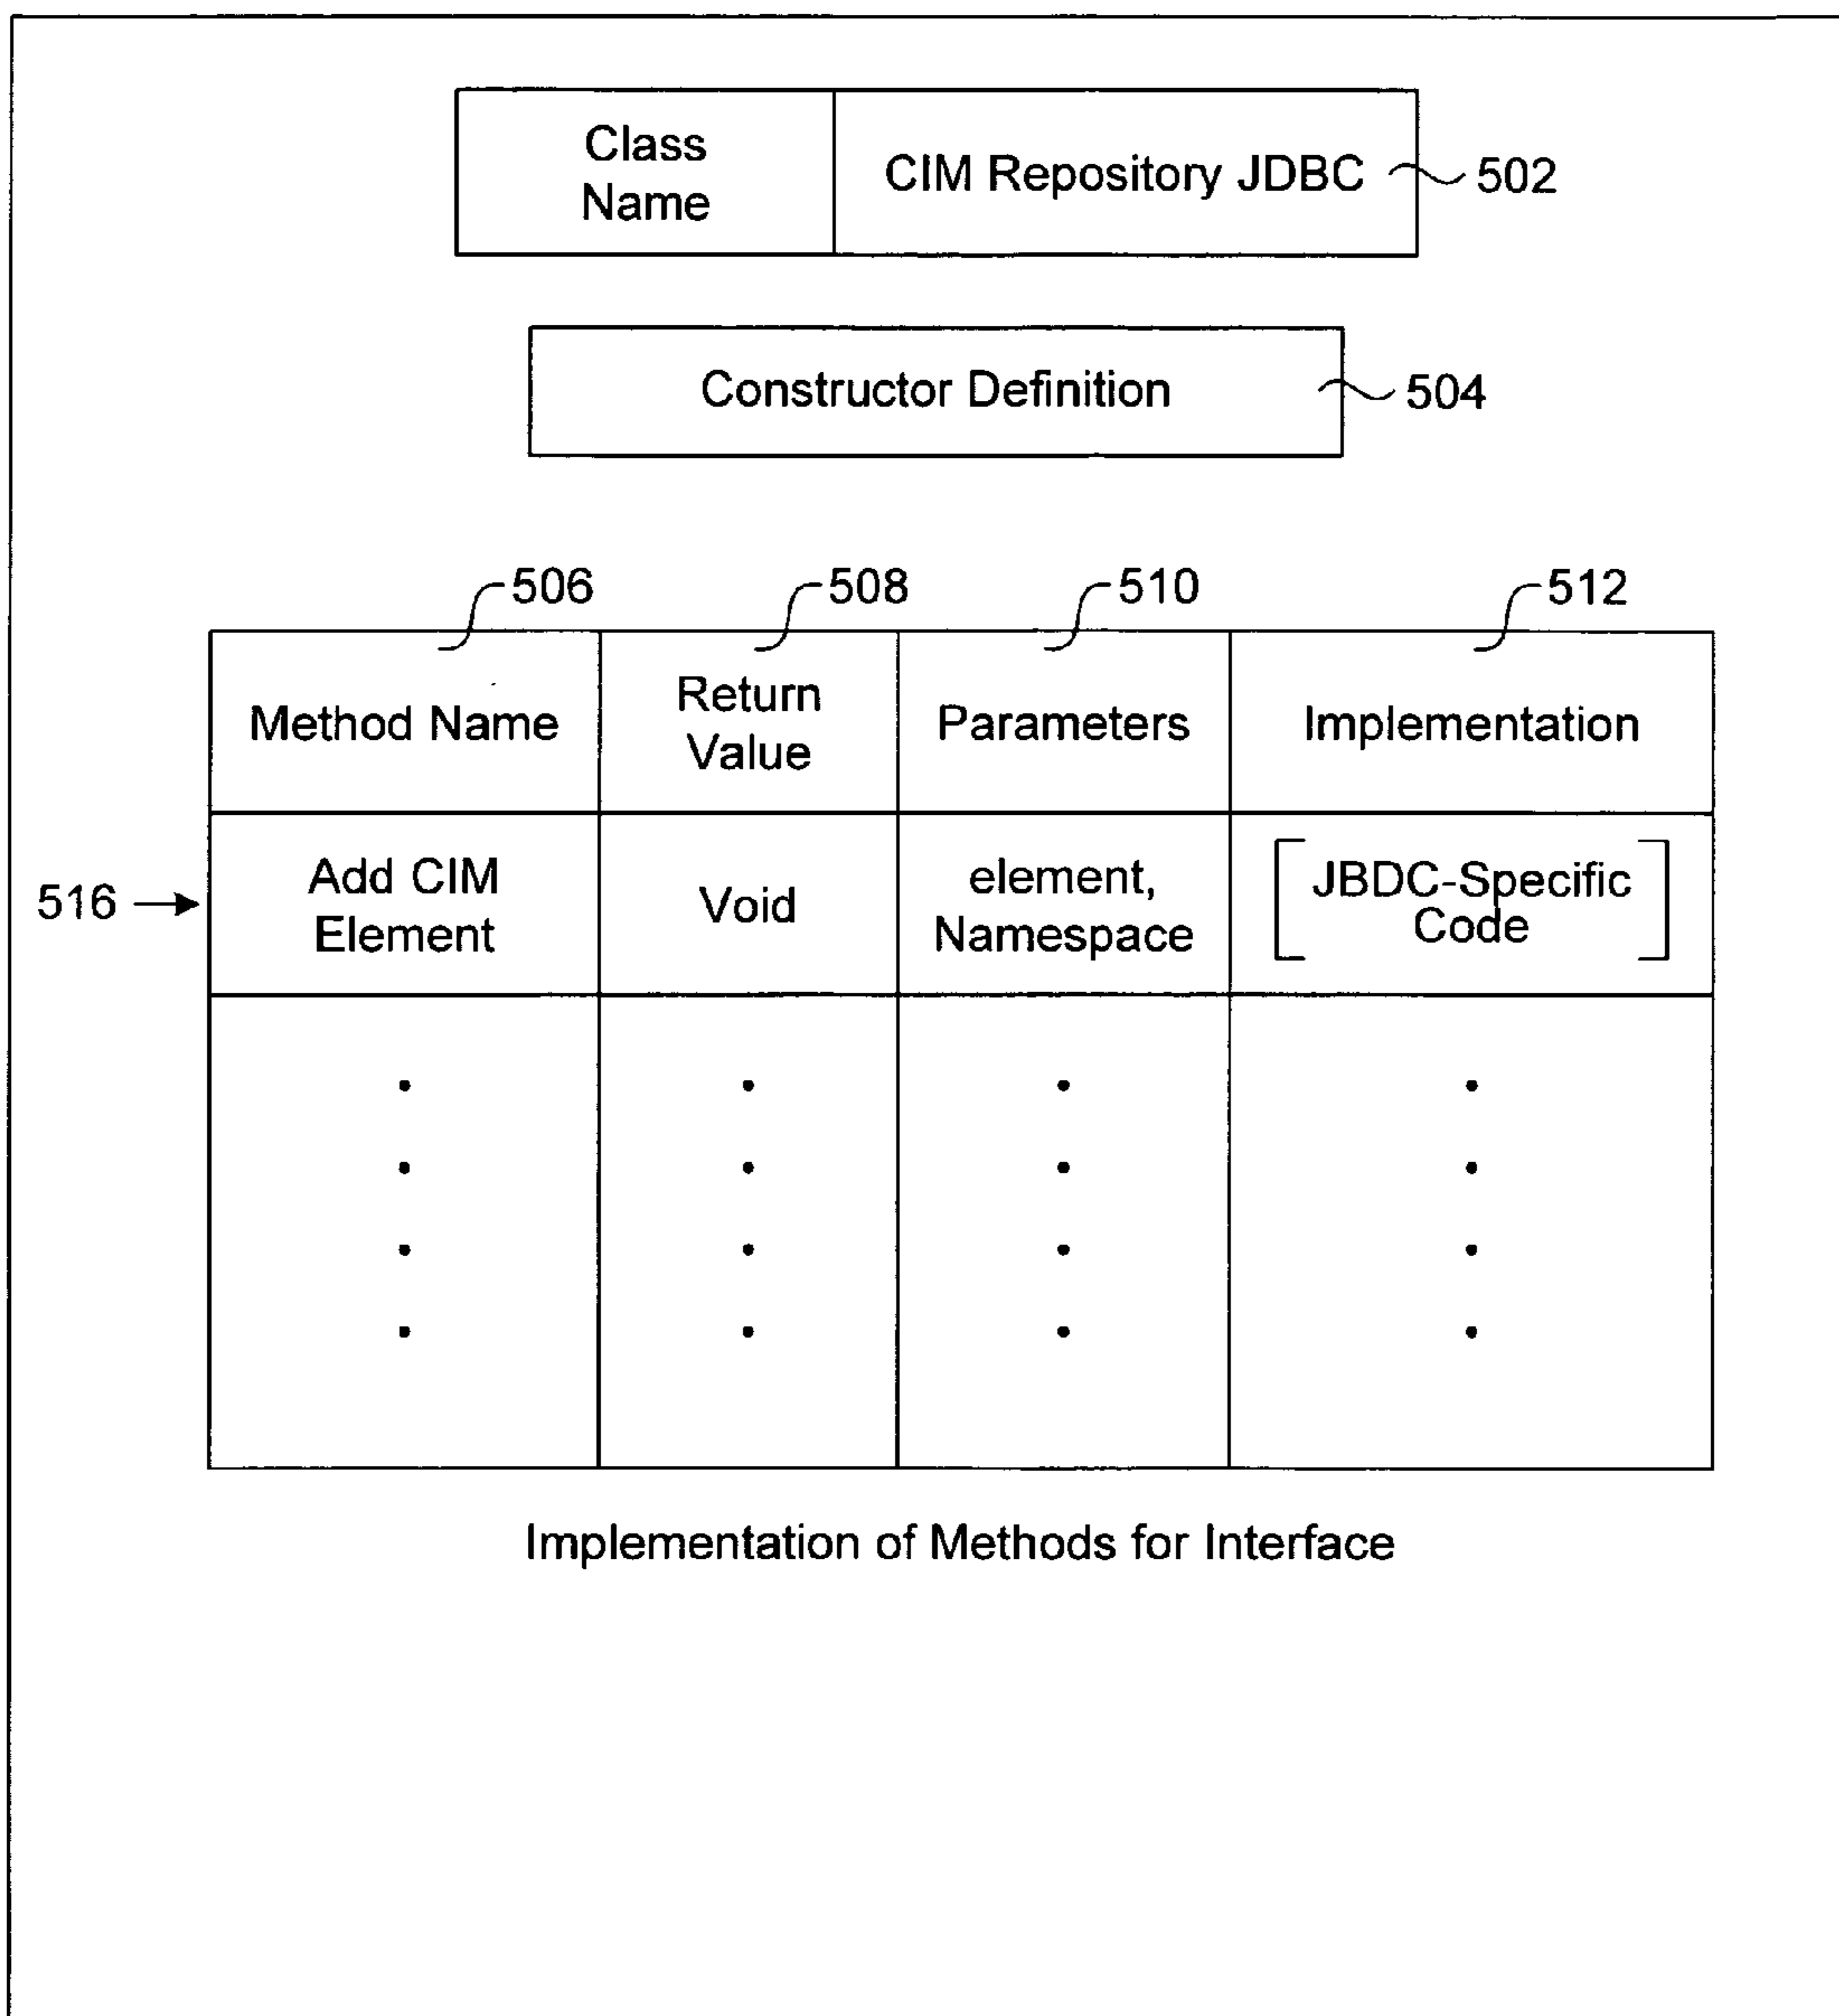 Class
Name
CIM Repository JDBC
502
Constructor Definition
504
506
508
510
512
Method Name
Return
Value
Parameters
Implementation
516
Add CIM
Element
Void
element,
Namespace
JBDC-Specific
Code
Implementation of Methods for Interface